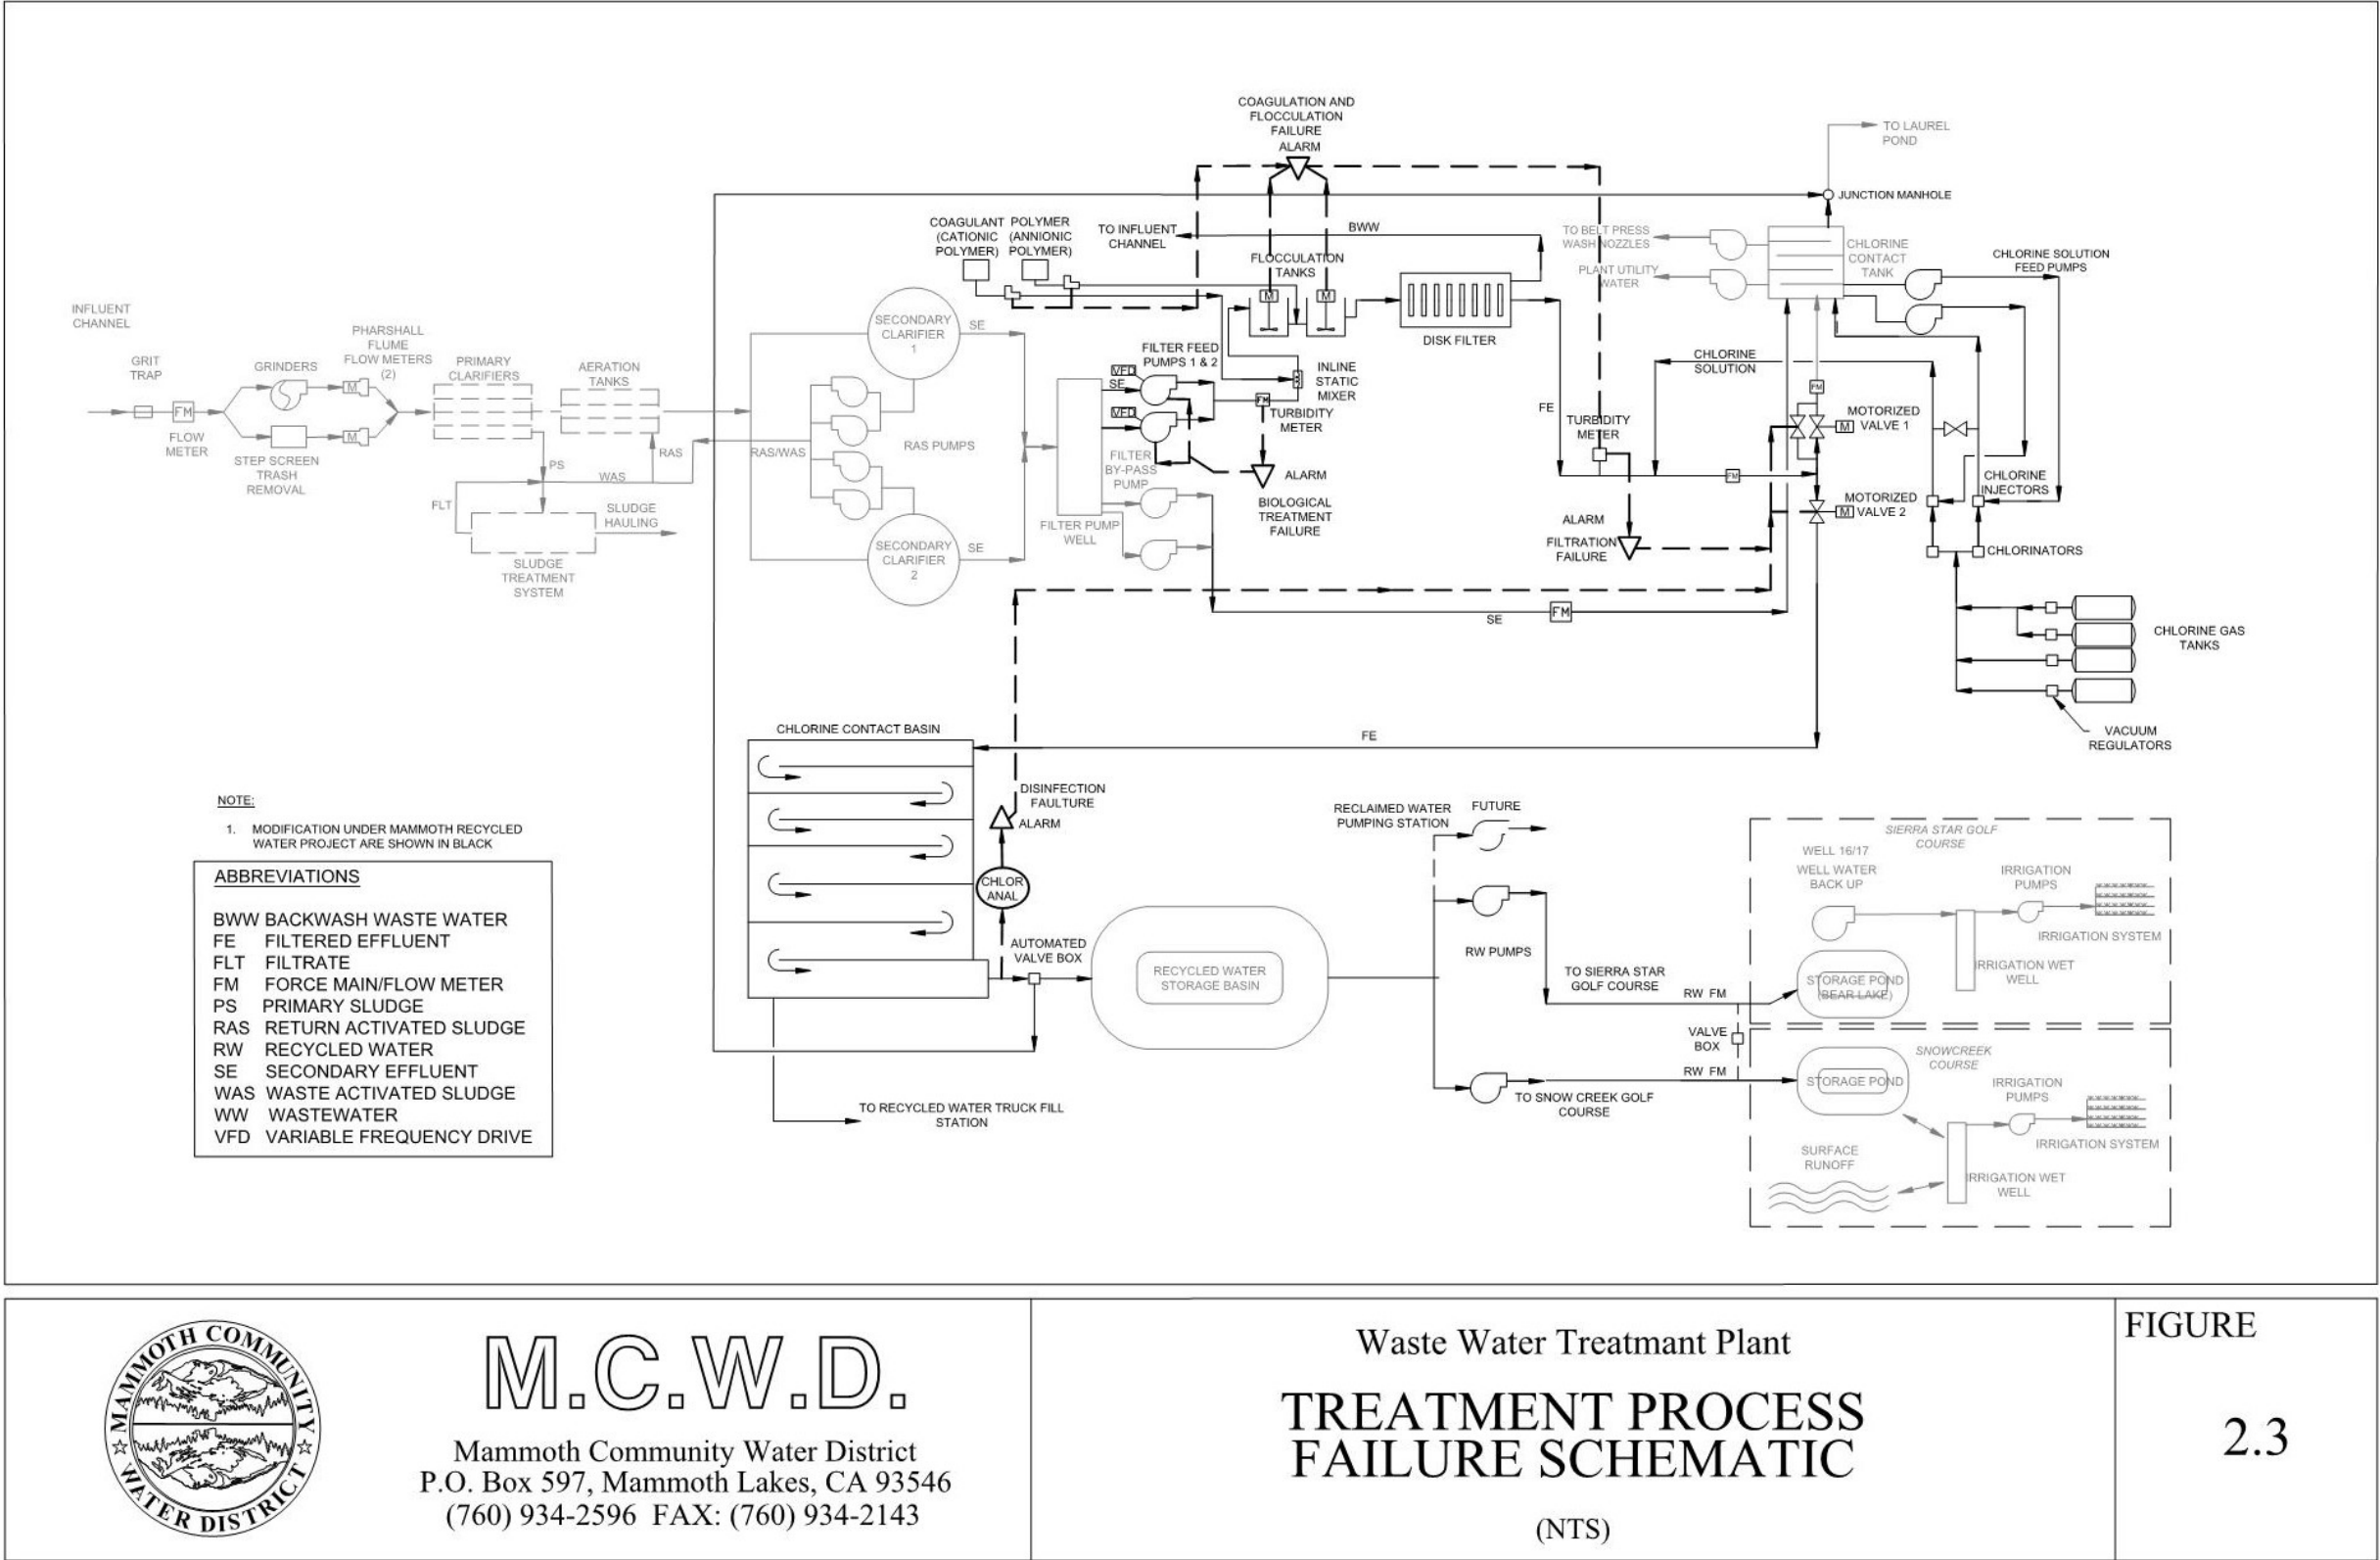 COAGULATION AND
FLOCCULATION
FAILURE
ALARM
TO LAUREL
POND
JUNCTION MANHOLE
COAGULANT
(CATIONIC
POLYMER)
POLYMER
(ANNIONIC
POLYMER)
TO INFLUENT
CHANNEL
BWW
FLOCCULATION
TANKS
M
M
DISK FILTER
TO BELT PRESS
WASH NOZZLES
PLANT UTILITY
WATER
CHLORINE
CONTACT
TANK
CHLORINE SOLUTION
FEED PUMPS
INFLUENT
CHANNEL
GRIT
TRAP
FM
FLOW
METER
GRINDERS
STEP SCREEN
TRASH
REMOVAL
PHARSHALL
FLUME
FLOW METERS
(2)
M
M
PRIMARY
CLARIFIERS
AERATION
TANKS
PS
WAS
RAS
FLT
SLUDGE
HAULING
SLUDGE
TREATMENT
SYSTEM
RAS/WAS
RAS PUMPS
SECONDARY
CLARIFIER
1
SE
SECONDARY
CLARIFIER
2
SE
FILTER FEED
PUMPS 1 & 2
VFD
SE
VFD
FILTER
BY-PASS
PUMP
FILTER PUMP
WELL
INLINE
STATIC
MIXER
FM
TURBIDITY
METER
ALARM
BIOLOGICAL
TREATMENT
FAILURE
CHLORINE
SOLUTION
FE
TURBIDITY
METER
FM
FM
MOTORIZED
M VALVE 1
MOTORIZED
M VALVE 2
ALARM
FILTRATION
FAILURE
CHLORINE
INJECTORS
CHLORINATORS
SE
FM
CHLORINE GAS
TANKS
VACUUM
REGULATORS
CHLORINE CONTACT BASIN
FE
DISINFECTION
FAULTURE
ALARM
CHLOR
ANAL
AUTOMATED
VALVE BOX
RECYCLED WATER
STORAGE BASIN
TO RECYCLED WATER TRUCK FILL
STATION
RECLAIMED WATER
PUMPING STATION
FUTURE
RW PUMPS
TO SIERRA STAR
GOLF COURSE
RW FM
VALVE
BOX
RW FM
TO SNOW CREEK GOLF
COURSE
SIERRA STAR GOLF
COURSE
WELL 16/17
WELL WATER
BACK UP
IRRIGATION
PUMPS
IRRIGATION SYSTEM
IRRIGATION WET
WELL
STORAGE POND
(BEAR LAKE)
SNOWCREEK
COURSE
STORAGE POND
IRRIGATION
PUMPS
IRRIGATION SYSTEM
SURFACE
RUNOFF
IRRIGATION WET
WELL
NOTE:
1. MODIFICATION UNDER MAMMOTH RECYCLED
WATER PROJECT ARE SHOWN IN BLACK
ABBREVIATIONS
BWW BACKWASH WASTE WATER
FE FILTERED EFFLUENT
FLT FILTRATE
FM FORCE MAIN/FLOW METER
PS PRIMARY SLUDGE
RAS RETURN ACTIVATED SLUDGE
RW RECYCLED WATER
SE SECONDARY EFFLUENT
WAS WASTE ACTIVATED SLUDGE
WW WASTEWATER
VFD VARIABLE FREQUENCY DRIVE
MAMMOTH COMMUNITY
WATER DISTRICT
M.C.W.D.
Mammoth Community Water District
P.O. Box 597, Mammoth Lakes, CA 93546
(760) 934-2596 FAX: (760) 934-2143
Waste Water Treatmant Plant
TREATMENT PROCESS
FAILURE SCHEMATIC
(NTS)
FIGURE
2.3